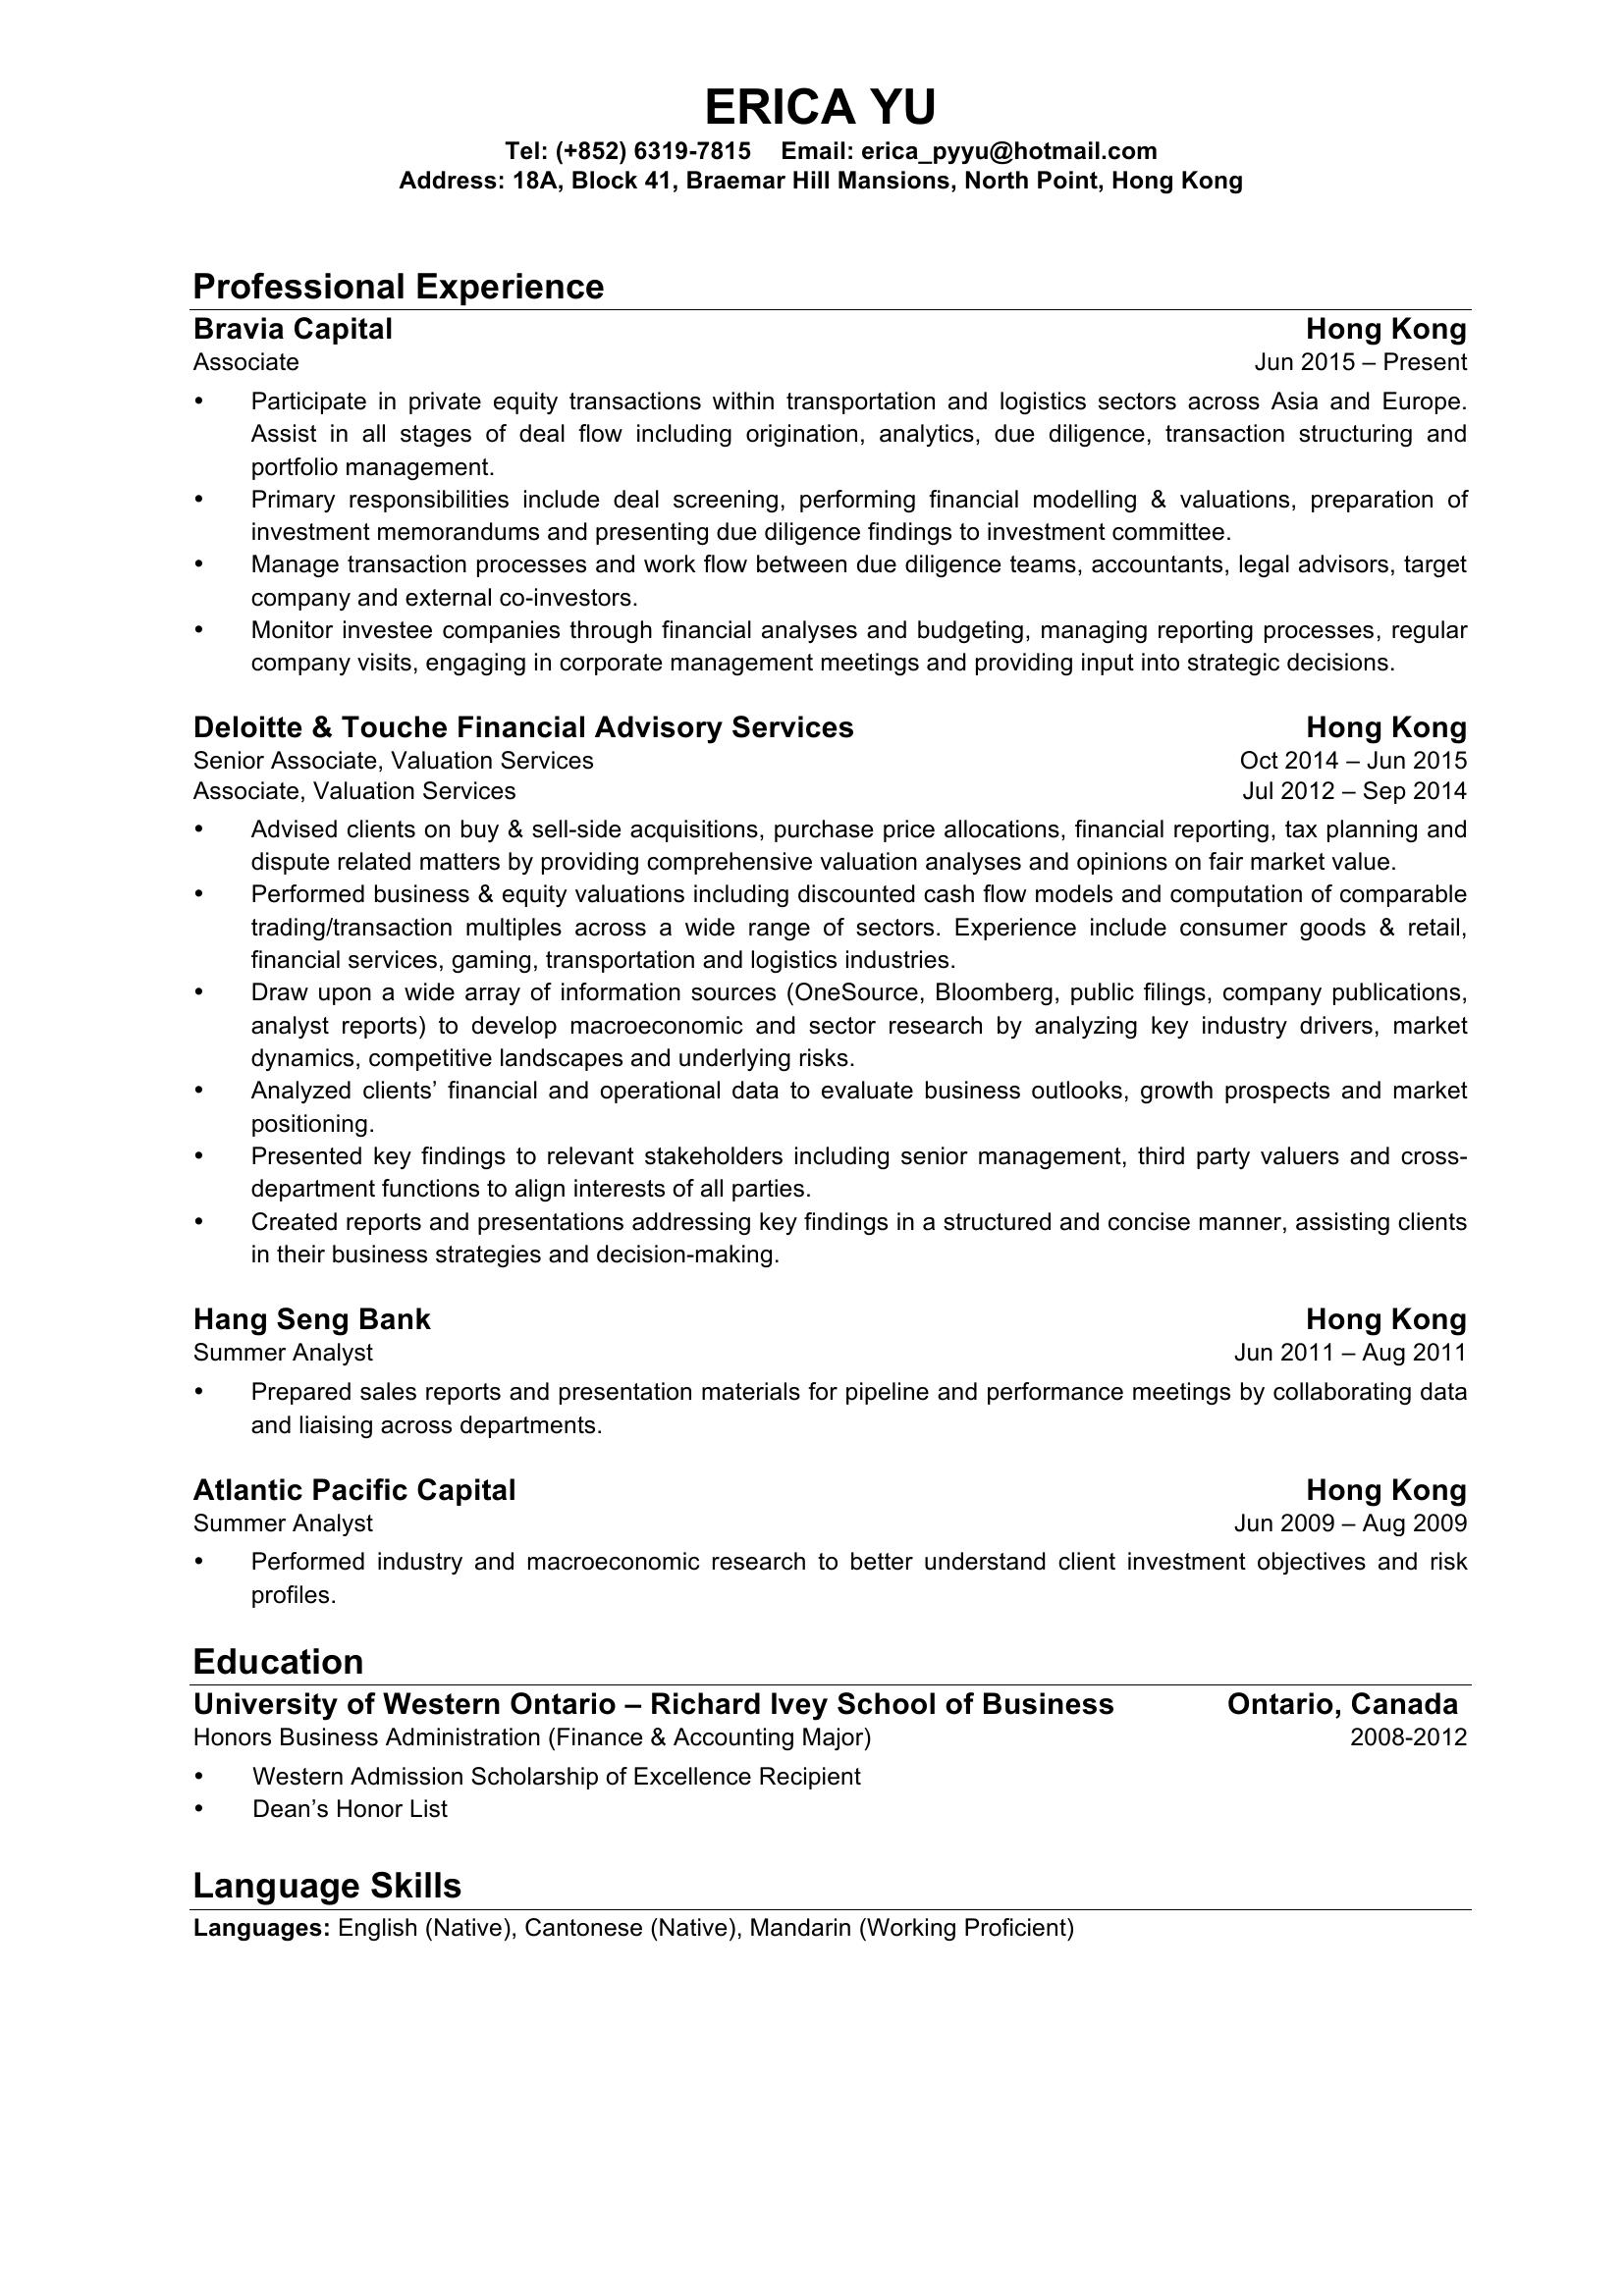 ERICA YU
Tel: (+852) 6319-7815 Email: erica_pyyu@hotmail.com
Address: 18A, Block 41, Braemar Hill Mansions, North Point, Hong Kong
Professional Experience
Bravia Capital Hong Kong
Associate Jun 2015 – Present
• Participate in private equity transactions within transportation and logistics sectors across Asia and Europe.
Assist in all stages of deal flow including origination, analytics, due diligence, transaction structuring and
portfolio management.
• Primary responsibilities include deal screening, performing financial modelling & valuations, preparation of
investment memorandums and presenting due diligence findings to investment committee.
• Manage transaction processes and work flow between due diligence teams, accountants, legal advisors, target
company and external co-investors.
• Monitor investee companies through financial analyses and budgeting, managing reporting processes, regular
company visits, engaging in corporate management meetings and providing input into strategic decisions.
Deloitte & Touche Financial Advisory Services Hong Kong
Senior Associate, Valuation Services Oct 2014 – Jun 2015
Associate, Valuation Services Jul 2012 – Sep 2014
• Advised clients on buy & sell-side acquisitions, purchase price allocations, financial reporting, tax planning and
dispute related matters by providing comprehensive valuation analyses and opinions on fair market value.
• Performed business & equity valuations including discounted cash flow models and computation of comparable
trading/transaction multiples across a wide range of sectors. Experience include consumer goods & retail,
financial services, gaming, transportation and logistics industries.
• Draw upon a wide array of information sources (OneSource, Bloomberg, public filings, company publications,
analyst reports) to develop macroeconomic and sector research by analyzing key industry drivers, market
dynamics, competitive landscapes and underlying risks.
• Analyzed clients’ financial and operational data to evaluate business outlooks, growth prospects and market
positioning.
• Presented key findings to relevant stakeholders including senior management, third party valuers and cross-
department functions to align interests of all parties.
• Created reports and presentations addressing key findings in a structured and concise manner, assisting clients
in their business strategies and decision-making.
Hang Seng Bank Hong Kong
Summer Analyst Jun 2011 – Aug 2011
• Prepared sales reports and presentation materials for pipeline and performance meetings by collaborating data
and liaising across departments.
Atlantic Pacific Capital Hong Kong
Summer Analyst Jun 2009 – Aug 2009
• Performed industry and macroeconomic research to better understand client investment objectives and risk
profiles.
Education
University of Western Ontario – Richard Ivey School of Business Ontario, Canada
Honors Business Administration (Finance & Accounting Major) 2008-2012
• Western Admission Scholarship of Excellence Recipient
• Dean’s Honor List
Language Skills
Languages: English (Native), Cantonese (Native), Mandarin (Working Proficient)